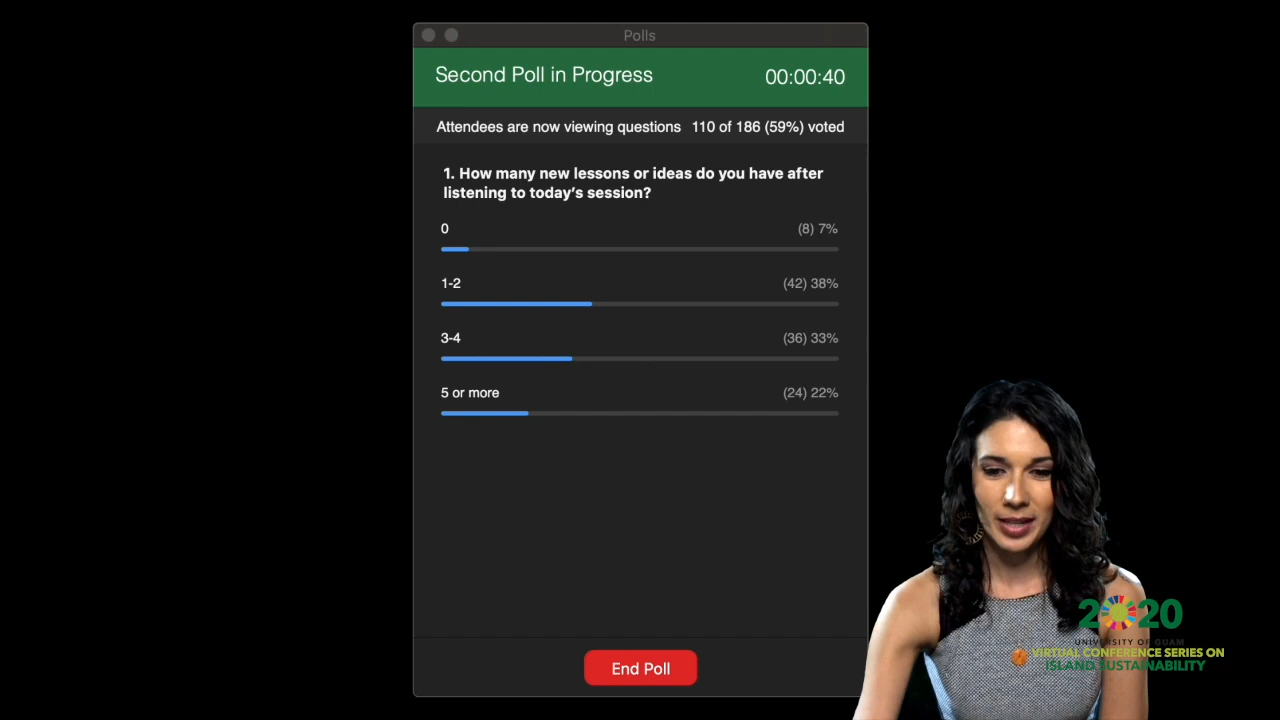 Polls
Second Poll in Progress 00:00:40
Attendees are now viewing questions 110 of 186 (59%) voted
1. How many new lessons or ideas do you have after
listening to today's session?
0 (8) 7%
1-2 (42) 38%
3-4 (36) 33%
5 or more (24) 22%
End Poll
2020
UNIVERSITY OF GUAM
VIRTUAL CONFERENCE SERIES ON
ISLAND SUSTAINABILITY